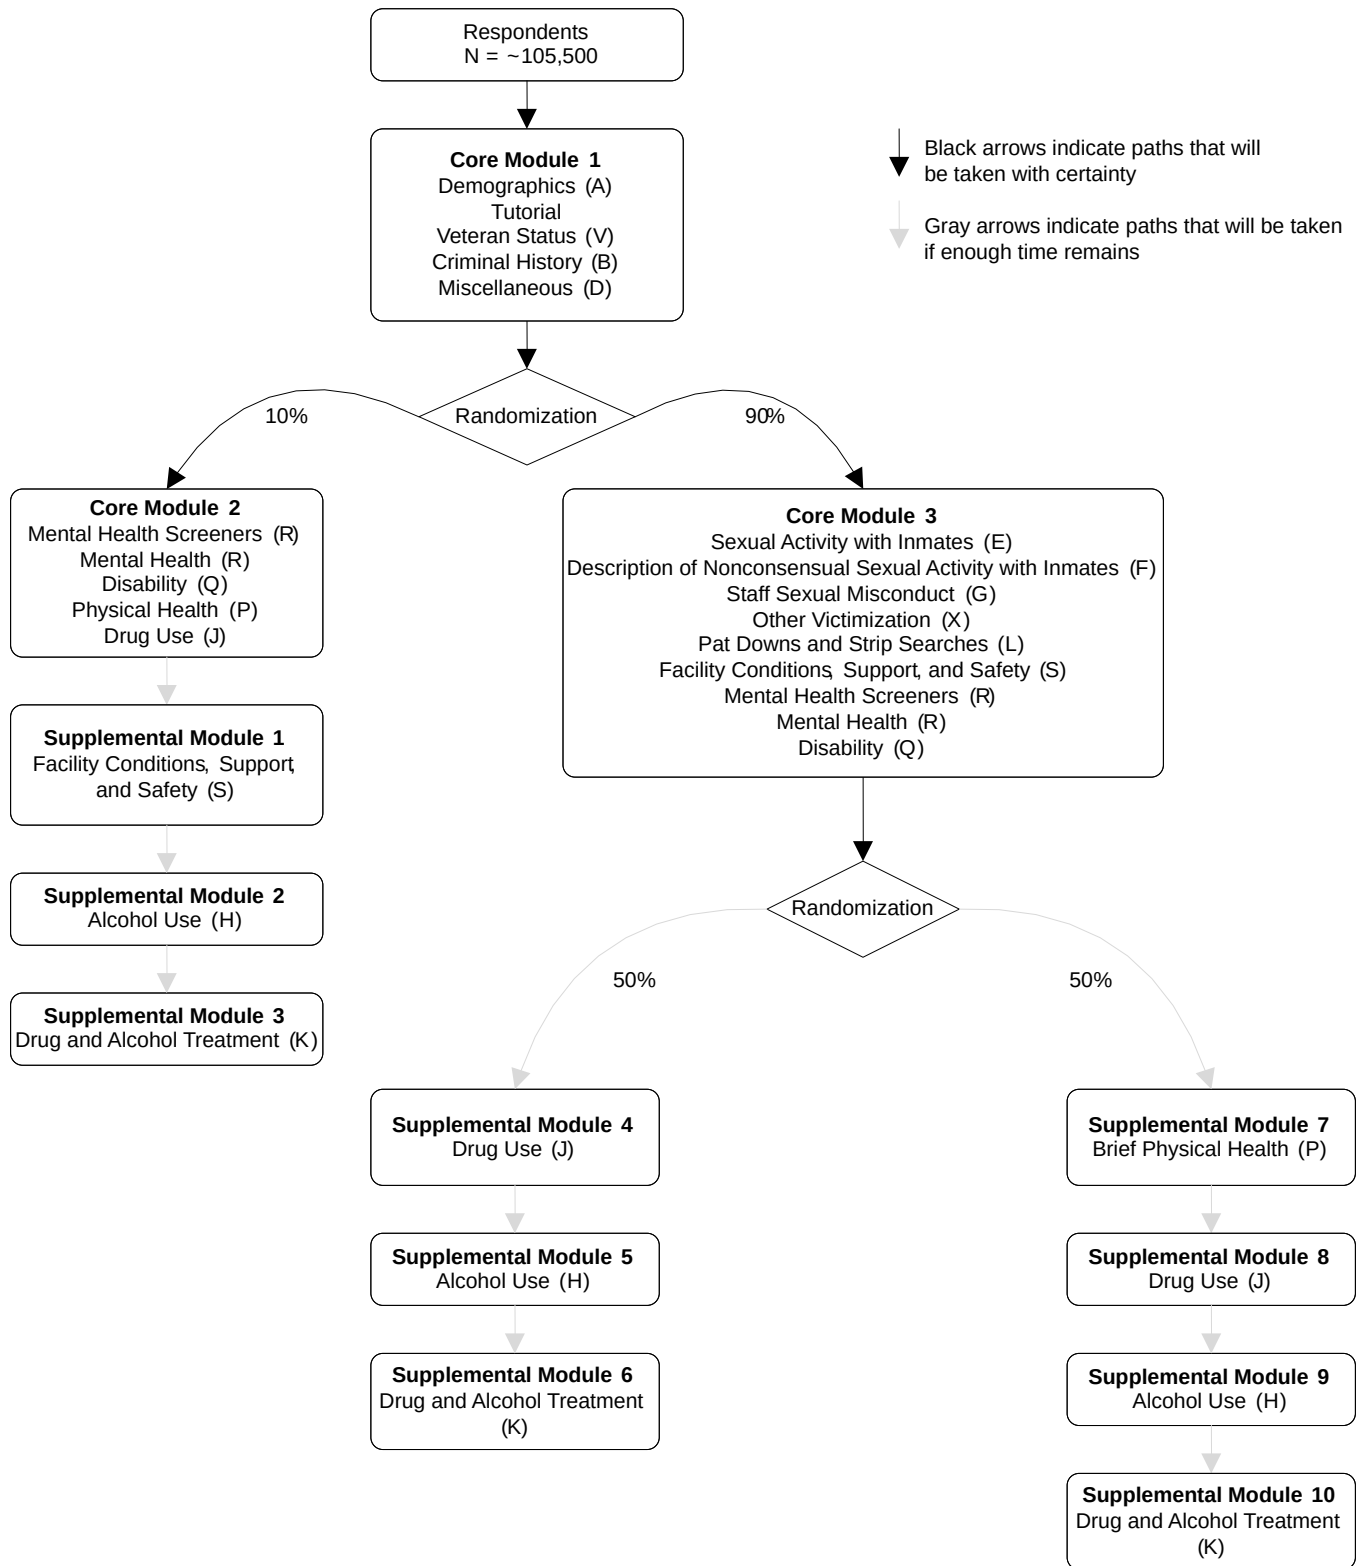 Respondents
N = ~105,500
Core Module 1
Demographics (A)
Tutorial
Veteran Status (V)
Criminal History (B)
Miscellaneous (D)
Black arrows indicate paths that will
be taken with certainty
Gray arrows indicate paths that will be taken
if enough time remains
Randomization
10%
90%
Core Module 2
Mental Health Screeners (R)
Mental Health (R)
Disability (Q)
Physical Health (P)
Drug Use (J)
Core Module 3
Sexual Activity with Inmates (E)
Description of Nonconsensual Sexual Activity with Inmates (F)
Staff Sexual Misconduct (G)
Other Victimization (X)
Pat Downs and Strip Searches (L)
Facility Conditions, Support, and Safety (S)
Mental Health Screeners (R)
Mental Health (R)
Disability (Q)
Supplemental Module 1
Facility Conditions, Support,
and Safety (S)
Supplemental Module 2
Alcohol Use (H)
Supplemental Module 3
Drug and Alcohol Treatment (K)
Randomization
50%
50%
Supplemental Module 4
Drug Use (J)
Supplemental Module 5
Alcohol Use (H)
Supplemental Module 6
Drug and Alcohol Treatment
(K)
Supplemental Module 7
Brief Physical Health (P)
Supplemental Module 8
Drug Use (J)
Supplemental Module 9
Alcohol Use (H)
Supplemental Module 10
Drug and Alcohol Treatment
(K)